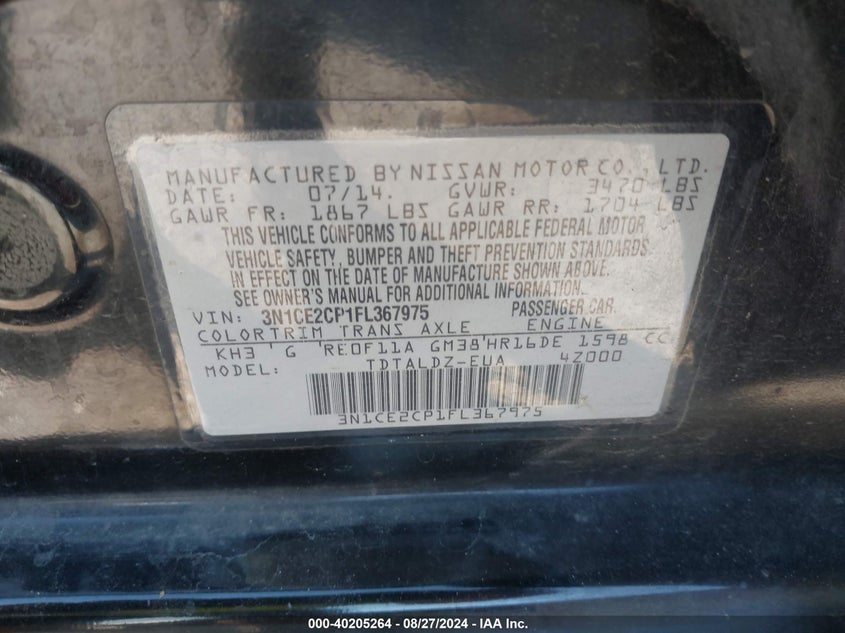 MANUFACTURED BY NISSAN MOTOR CO., LTD.
DATE: 07/14. GVWR: 3470 LBS
GAWR FR: 1867 LBS GAWR RR: 1704 LBS
THIS VEHICLE CONFORMS TO ALL APPLICABLE FEDERAL MOTOR
VEHICLE SAFETY, BUMPER AND THEFT PREVENTION STANDARDS
IN EFFECT ON THE DATE OF MANUFACTURE SHOWN ABOVE.
SEE OWNER'S MANUAL FOR ADDITIONAL INFORMATION.
VIN: 3N1CE2CP1FL367975 PASSENGER CAR
COLOR TRIM TRANS AXLE ENGINE
KH3 ' G 'RE0F11A GM38'HR16DE 1598 CC
MODEL: TDTALDZ-EUA 4Z000
3N1CE2CP1FL367975
000-40205264 - 08/27/2024 - IAA Inc.